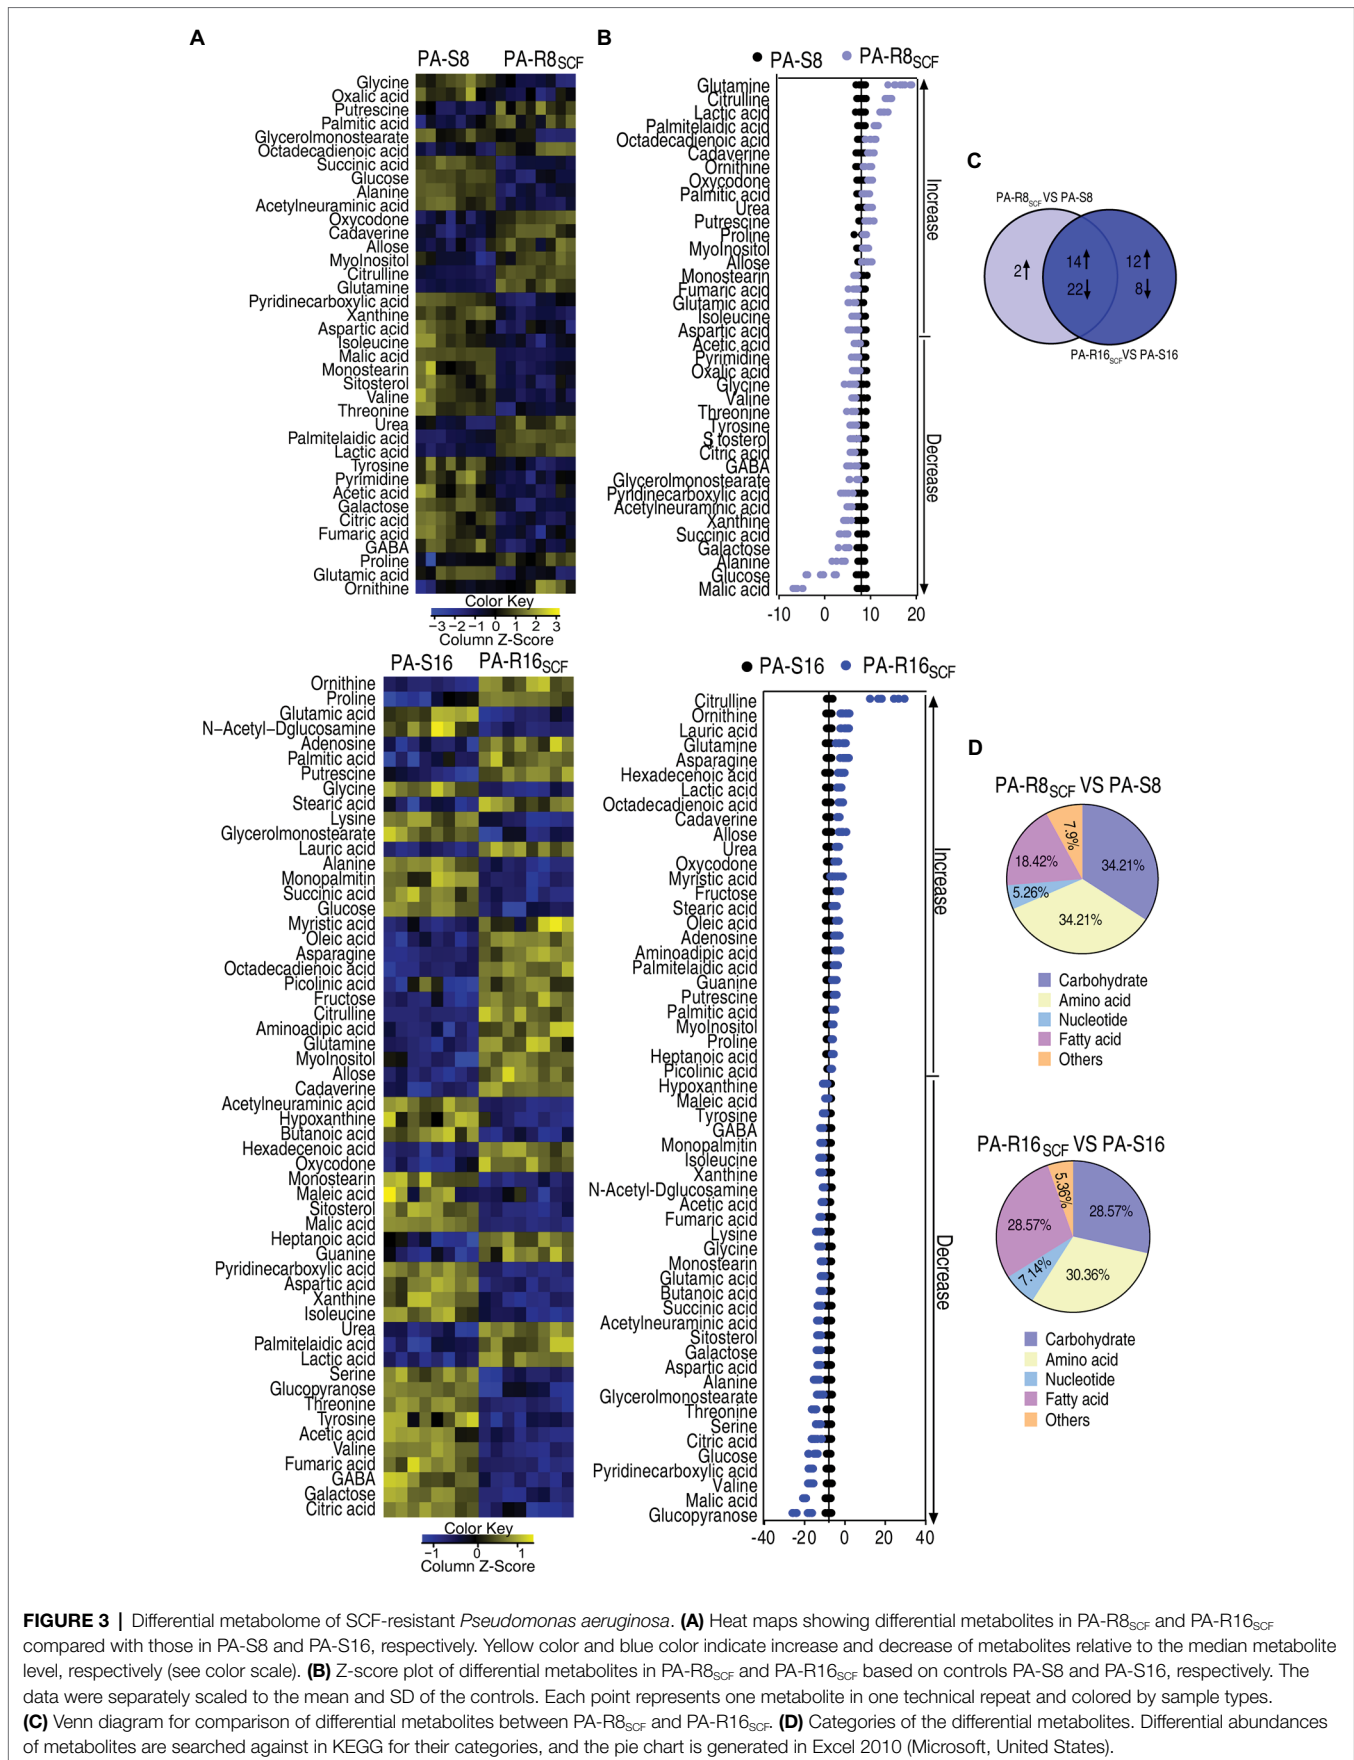 A
PA-S8 PA-R8SCF
Glycine
Oxalic acid
Putrescine
Palmitic acid
Glycerolmonostearate
Octadecadienoic acid
Succinic acid
Glucose
Alanine
Acetylneuraminic acid
Oxycodone
Cadaverine
Allose
MyoInositol
Citrulline
Glutamine
Pyridinecarboxylic acid
Xanthine
Aspartic acid
Isoleucine
Malic acid
Monostearin
Sitosterol
Valine
Threonine
Urea
Palmitelaidic acid
Lactic acid
Tyrosine
Pyrimidine
Acetic acid
Galactose
Citric acid
Fumaric acid
GABA
Proline
Glutamic acid
Ornithine
Color Key
−3 −2 −1 0 1 2 3
Column Z-Score
PA-S16 PA-R16SCF
Ornithine
Proline
Glutamic acid
N−Acetyl−Dglucosamine
Adenosine
Palmitic acid
Putrescine
Glycine
Stearic acid
Lysine
Glycerolmonostearate
Lauric acid
Alanine
Monopalmitin
Succinic acid
Glucose
Myristic acid
Oleic acid
Asparagine
Octadecadienoic acid
Picolinic acid
Fructose
Citrulline
Aminoadipic acid
Glutamine
MyoInositol
Allose
Cadaverine
Acetylneuraminic acid
Hypoxanthine
Butanoic acid
Hexadecenoic acid
Oxycodone
Monostearin
Maleic acid
Sitosterol
Malic acid
Heptanoic acid
Guanine
Pyridinecarboxylic acid
Aspartic acid
Xanthine
Isoleucine
Urea
Palmitelaidic acid
Lactic acid
Serine
Glucopyranose
Threonine
Tyrosine
Acetic acid
Valine
Fumaric acid
GABA
Galactose
Citric acid
Color Key
−1 0 1
Column Z-Score
B
PA-S8 PA-R8SCF
Glutamine
Citrulline
Lactic acid
Palmitelaidic acid
Octadecadienoic acid
Cadaverine
Ornithine
Oxycodone
Palmitic acid
Urea
Putrescine
Proline
MyoInositol
Allose
Monostearin
Fumaric acid
Glutamic acid
Isoleucine
Aspartic acid
Acetic acid
Pyrimidine
Oxalic acid
Glycine
Valine
Threonine
Tyrosine
S tosterol
Citric acid
GABA
Glycerolmonostearate
Pyridinecarboxylic acid
Acetylneuraminic acid
Xanthine
Succinic acid
Galactose
Alanine
Glucose
Malic acid
Increase
Decrease
-10 0 10 20
PA-S16 PA-R16SCF
Citrulline
Ornithine
Lauric acid
Glutamine
Asparagine
Hexadecenoic acid
Lactic acid
Octadecadienoic acid
Cadaverine
Allose
Urea
Oxycodone
Myristic acid
Fructose
Stearic acid
Oleic acid
Adenosine
Aminoadipic acid
Palmitelaidic acid
Guanine
Putrescine
Palmitic acid
MyoInositol
Proline
Heptanoic acid
Picolinic acid
Hypoxanthine
Maleic acid
Tyrosine
GABA
Monopalmitin
Isoleucine
Xanthine
N-Acetyl-Dglucosamine
Acetic acid
Fumaric acid
Lysine
Glycine
Monostearin
Glutamic acid
Butanoic acid
Succinic acid
Acetylneuraminic acid
Sitosterol
Galactose
Aspartic acid
Alanine
Glycerolmonostearate
Threonine
Serine
Citric acid
Glucose
Pyridinecarboxylic acid
Valine
Malic acid
Glucopyranose
Increase
Decrease
-40 -20 0 20 40
C
PA-R8SCF VS PA-S8
2↑ 14↑ 12↑
22↓ 8↓
PA-R16SCF VS PA-S16
D
PA-R8SCF VS PA-S8
7.9%
34.21%
18.42%
5.26%
34.21%
Carbohydrate
Amino acid
Nucleotide
Fatty acid
Others
PA-R16SCF VS PA-S16
5.36%
28.57%
28.57%
7.14%
30.36%
Carbohydrate
Amino acid
Nucleotide
Fatty acid
Others
FIGURE 3 | Differential metabolome of SCF-resistant Pseudomonas aeruginosa. (A) Heat maps showing differential metabolites in PA-R8SCF and PA-R16SCF
compared with those in PA-S8 and PA-S16, respectively. Yellow color and blue color indicate increase and decrease of metabolites relative to the median metabolite
level, respectively (see color scale). (B) Z-score plot of differential metabolites in PA-R8SCF and PA-R16SCF based on controls PA-S8 and PA-S16, respectively. The
data were separately scaled to the mean and SD of the controls. Each point represents one metabolite in one technical repeat and colored by sample types.
(C) Venn diagram for comparison of differential metabolites between PA-R8SCF and PA-R16SCF. (D) Categories of the differential metabolites. Differential abundances
of metabolites are searched against in KEGG for their categories, and the pie chart is generated in Excel 2010 (Microsoft, United States).